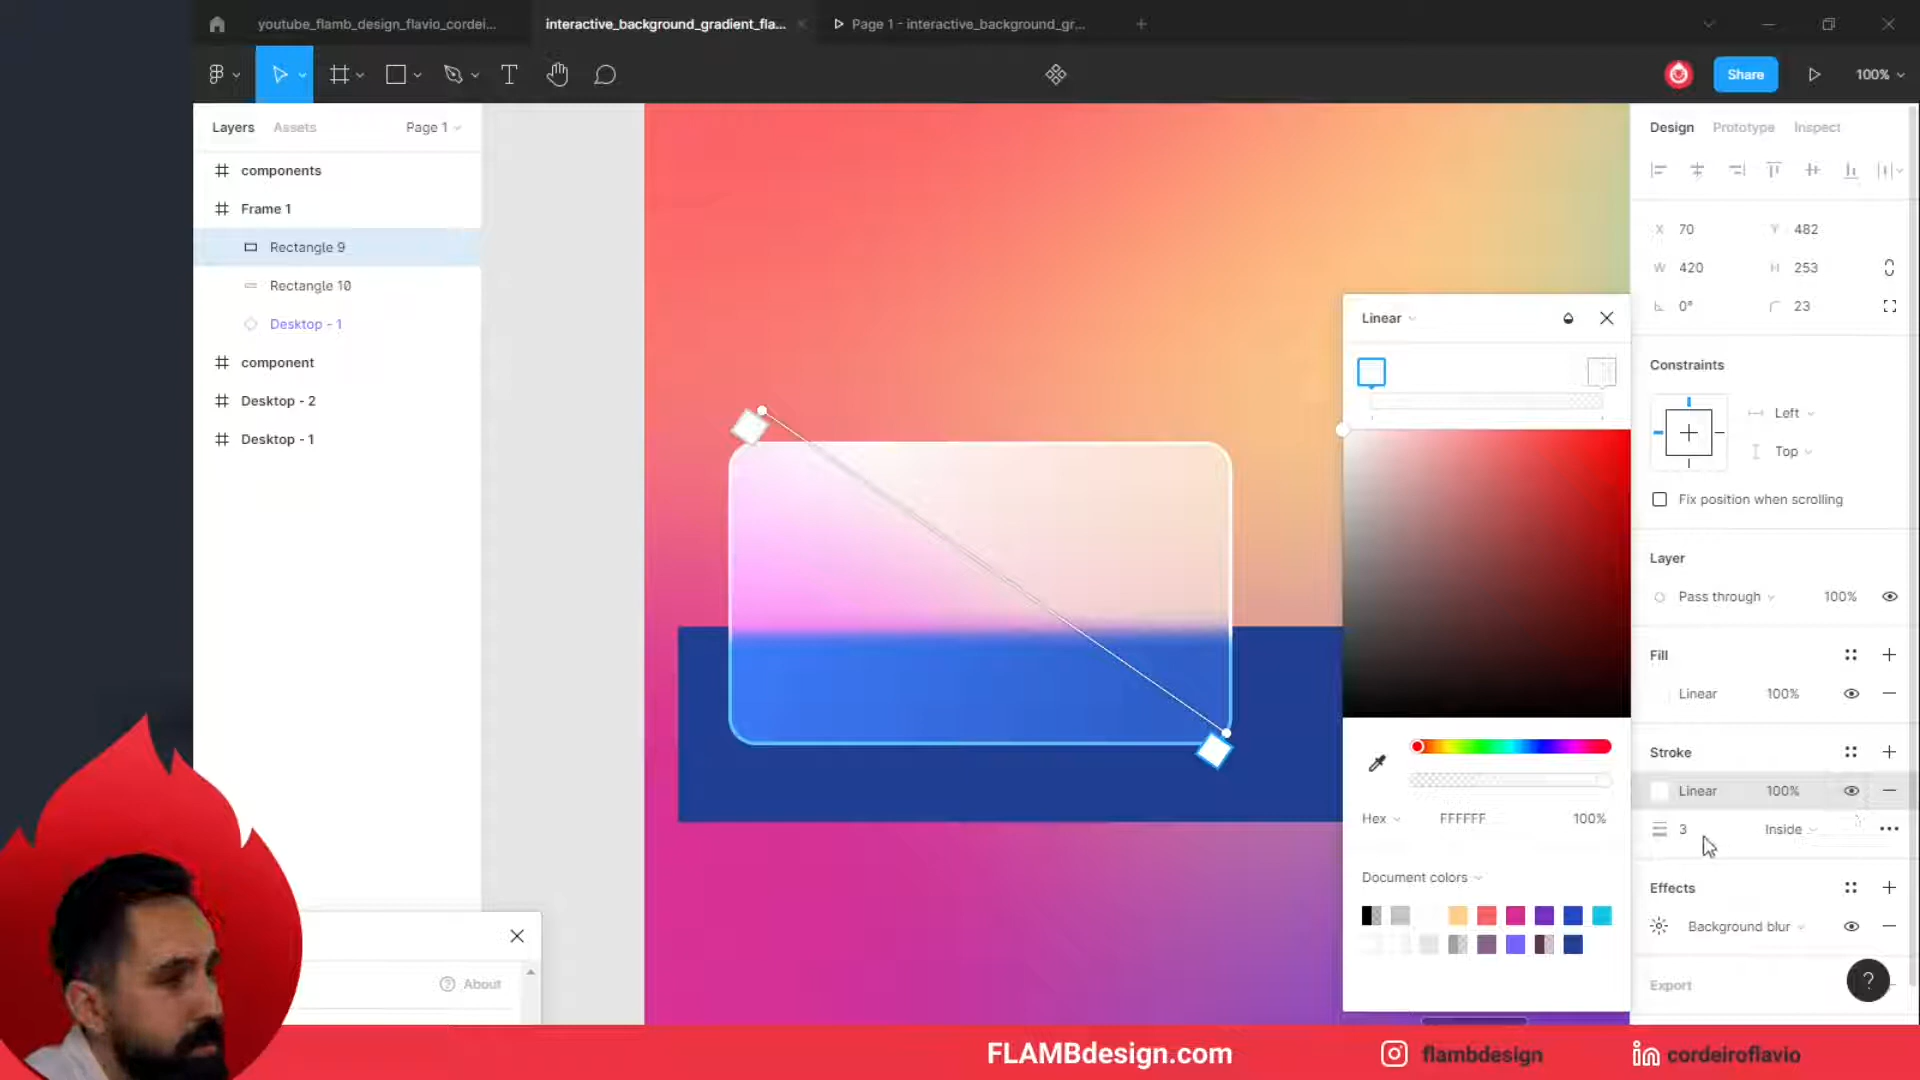 youtube_flamb_design_flavio_cordei...
interactive_background_gradient_fla...
Page 1 - interactive_background_gr...
Share
100%
Layers
Assets
Page 1
components
Frame 1
Rectangle 9
Rectangle 10
Desktop - 1
component
Desktop - 2
Desktop - 1
About
Linear
Hex
FFFFFF
100%
Document colors
Design
Prototype
Inspect
X 70
Y 482
W 420
H 253
0°
23
Constraints
Left
Top
Fix position when scrolling
Layer
Pass through
100%
Fill
Linear
100%
Stroke
Linear
100%
3
Inside
Effects
Background blur
Export
?
FLAMBdesign.com
flambdesign
in cordeiroflavio